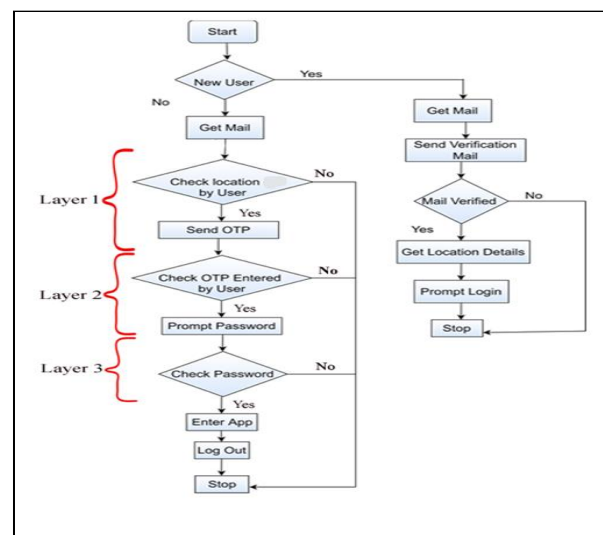 Start
New User
Yes
No
Get Mail
Get Mail
Send Verification
Mail
Layer 1
Check location
by User
No
Yes
Send OTP
Mail Verified
No
Yes
Get Location Details
Layer 2
Check OTP Entered
by User
No
Yes
Prompt Password
Prompt Login
Stop
Layer 3
Check Password
No
Yes
Enter App
Log Out
Stop